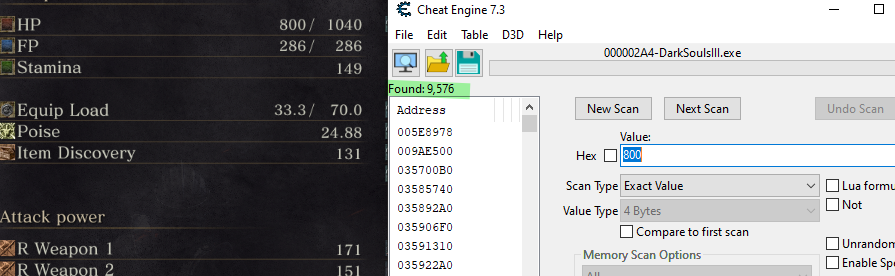 HP 800 / 1040
FP 286 / 286
Stamina 149
Equip Load 33.3 / 70.0
Poise 24.88
Item Discovery 131
Attack power
R Weapon 1 171
R Weapon 2 151
Cheat Engine 7.3
File Edit Table D3D Help
000002A4-DarkSoulsIII.exe
Found: 9,576
Address
005E8978
009AE500
035700B0
03585740
035892A0
035906F0
03591310
035922A0
New Scan Next Scan Undo Scan
Value:
Hex 800
Scan Type Exact Value Lua formu
Value Type 4 Bytes Not
Compare to first scan
Memory Scan Options Unrandom
All Enable Spe